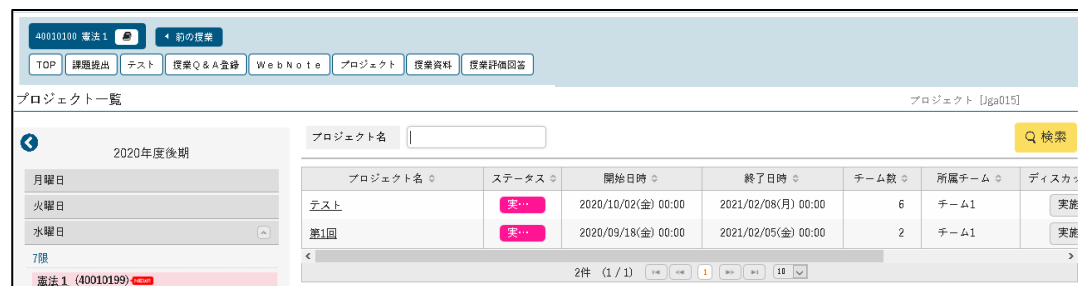 40010100 憲法1 前の授業
TOP 課題提出 テスト 授業Q&A登録 WebNote プロジェクト 授業資料 授業評価回答
プロジェクト一覧 プロジェクト [Jga015]
2020年度後期
月曜日
火曜日
水曜日
7限
憲法1 (40010199) NEW!
プロジェクト名 検索
プロジェクト名 ステータス 開始日時 終了日時 チーム数 所属チーム ディスカッ
テスト 実… 2020/10/02(金) 00:00 2021/02/08(月) 00:00 6 チーム1 実施
第1回 実… 2020/09/18(金) 00:00 2021/02/05(金) 00:00 2 チーム1 実施
2件 (1/1) 1 10